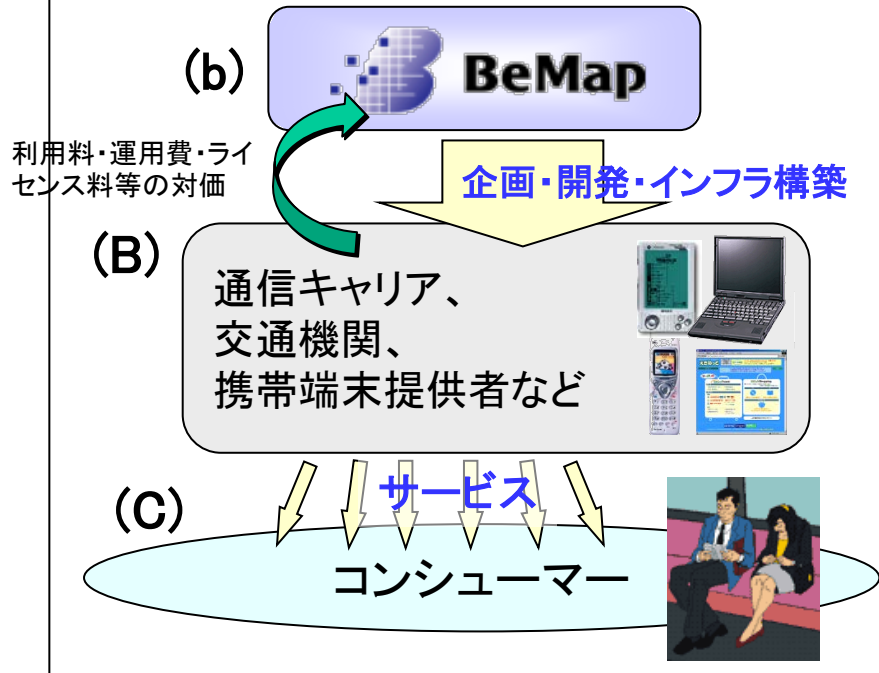 (b)
BeMap
利用料・運用費・ライ
センス料等の対価
企画・開発・インフラ構築
(B)
通信キャリア、
交通機関、
携帯端末提供者など
サービス
(C)
コンシューマー